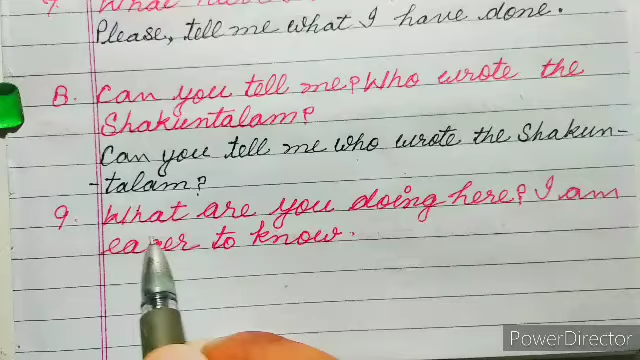 Please, tell me what I have done.
8. Can you tell me? Who wrote the
Shakuntalam?
Can you tell me who wrote the Shakun-
-talam?
9. What are you doing here? I am
to know.
PowerDirector